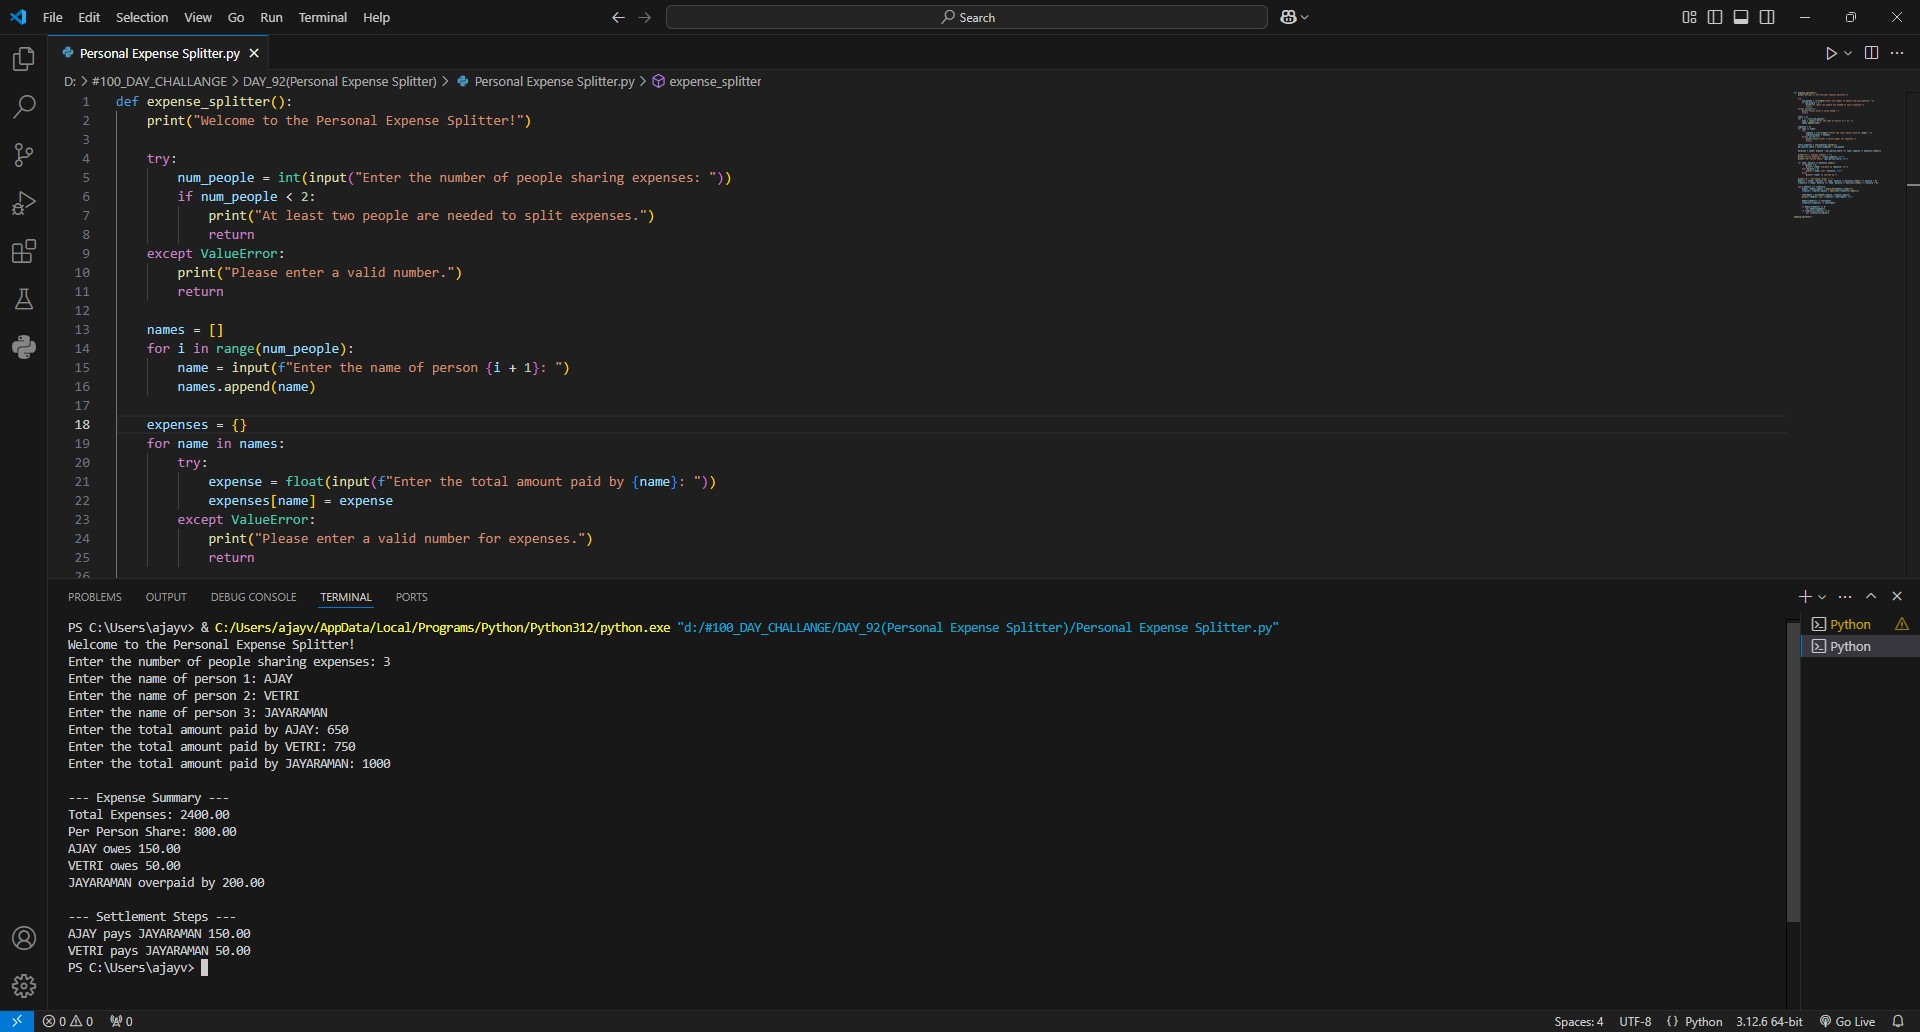 File Edit Selection View Go Run Terminal Help
Search
Personal Expense Splitter.py
D: > #100_DAY_CHALLANGE > DAY_92(Personal Expense Splitter) > Personal Expense Splitter.py > expense_splitter
1 def expense_splitter():
2     print("Welcome to the Personal Expense Splitter!")
3
4     try:
5         num_people = int(input("Enter the number of people sharing expenses: "))
6         if num_people < 2:
7             print("At least two people are needed to split expenses.")
8             return
9     except ValueError:
10         print("Please enter a valid number.")
11         return
12
13     names = []
14     for i in range(num_people):
15         name = input(f"Enter the name of person {i + 1}: ")
16         names.append(name)
17
18     expenses = {}
19     for name in names:
20         try:
21             expense = float(input(f"Enter the total amount paid by {name}: "))
22             expenses[name] = expense
23         except ValueError:
24             print("Please enter a valid number for expenses.")
25             return
26
PROBLEMS OUTPUT DEBUG CONSOLE TERMINAL PORTS
PS C:\Users\ajayv> & C:/Users/ajayv/AppData/Local/Programs/Python/Python312/python.exe "d:/#100_DAY_CHALLANGE/DAY_92(Personal Expense Splitter)/Personal Expense Splitter.py"
Python
Welcome to the Personal Expense Splitter!
Python
Enter the number of people sharing expenses: 3
Enter the name of person 1: AJAY
Enter the name of person 2: VETRI
Enter the name of person 3: JAYARAMAN
Enter the total amount paid by AJAY: 650
Enter the total amount paid by VETRI: 750
Enter the total amount paid by JAYARAMAN: 1000
--- Expense Summary ---
Total Expenses: 2400.00
Per Person Share: 800.00
AJAY owes 150.00
VETRI owes 50.00
JAYARAMAN overpaid by 200.00
--- Settlement Steps ---
AJAY pays JAYARAMAN 150.00
VETRI pays JAYARAMAN 50.00
PS C:\Users\ajayv>
0 0 0 Spaces: 4 UTF-8 {} Python 3.12.6 64-bit Go Live